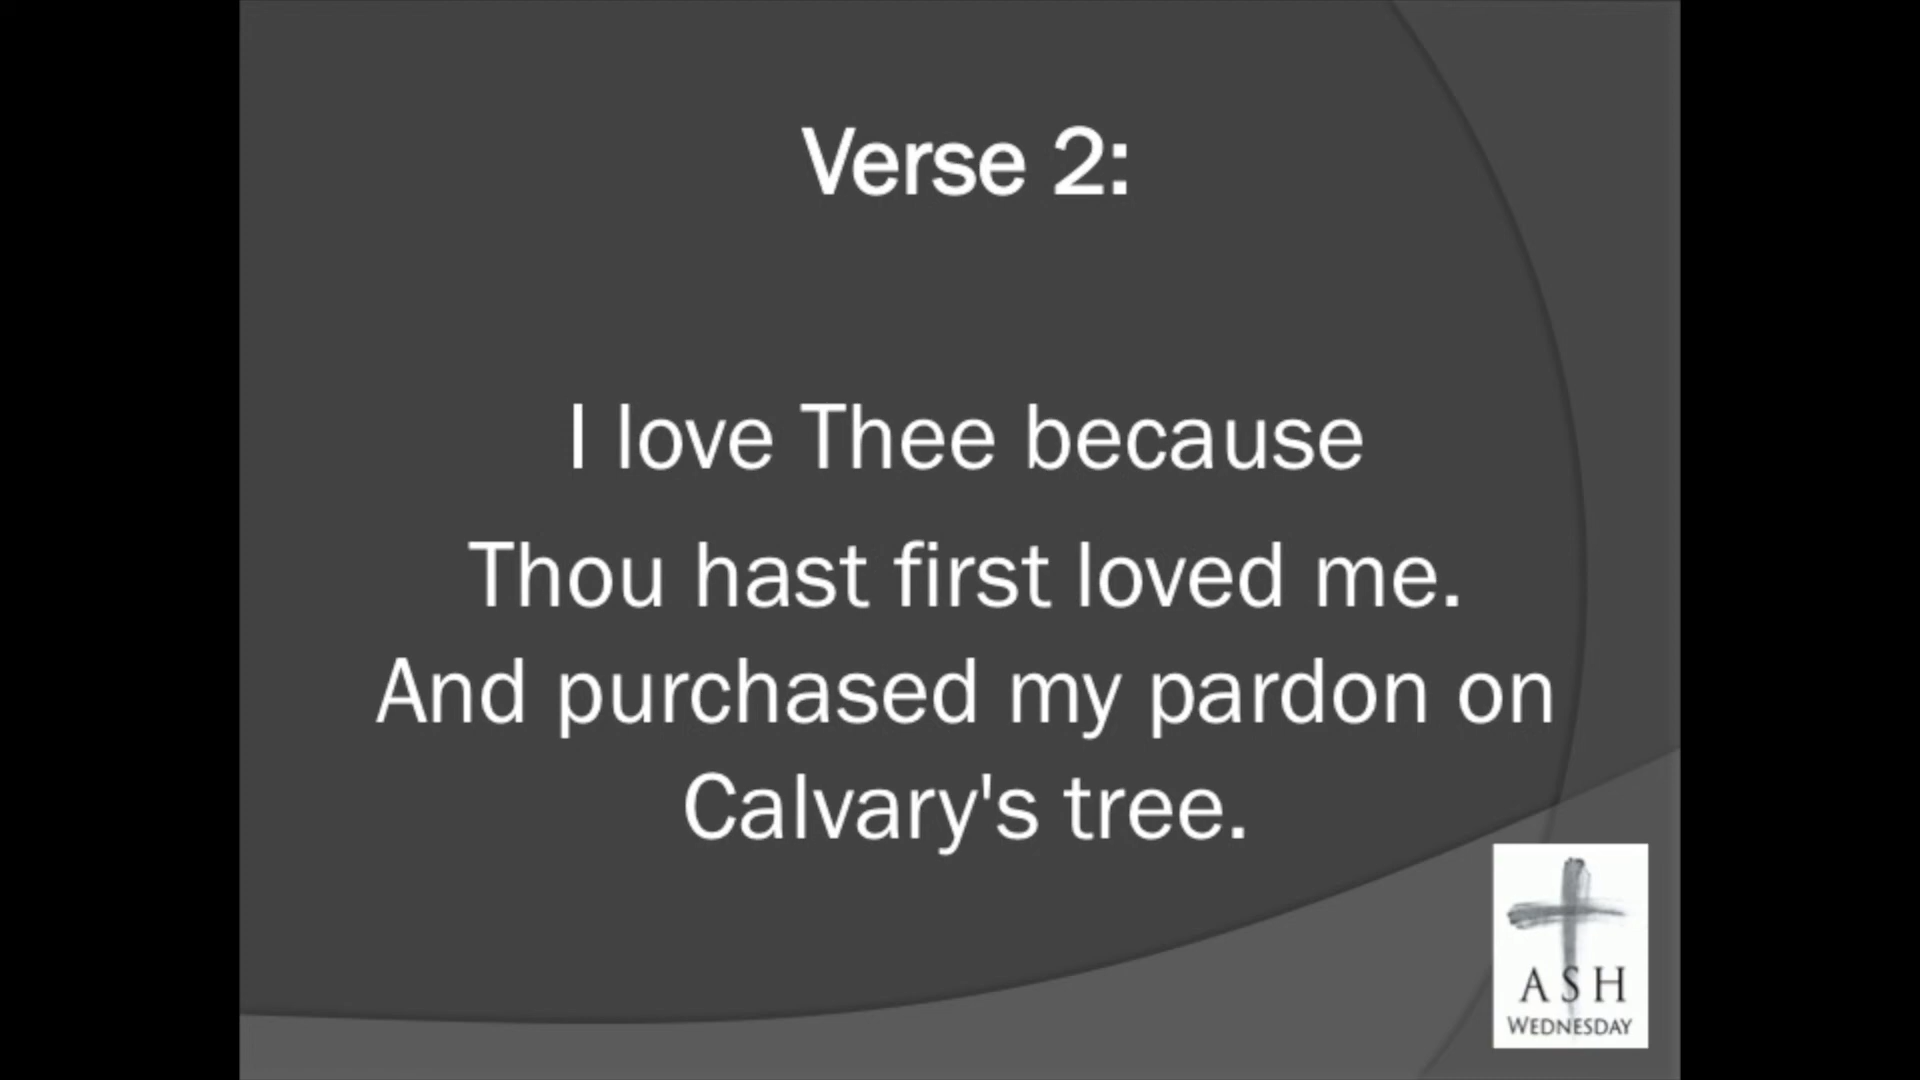 Verse 2:
I love Thee because
Thou hast first loved me.
And purchased my pardon on
Calvary's tree.
ASH
WEDNESDAY